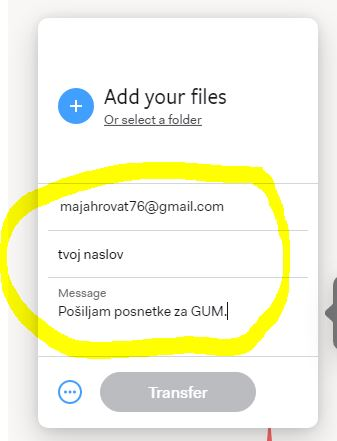 Add your files
Or select a folder
majahrovat76@gmail.com
tvoj naslov
Message
Pošiljam posnetke za GUM.
Transfer